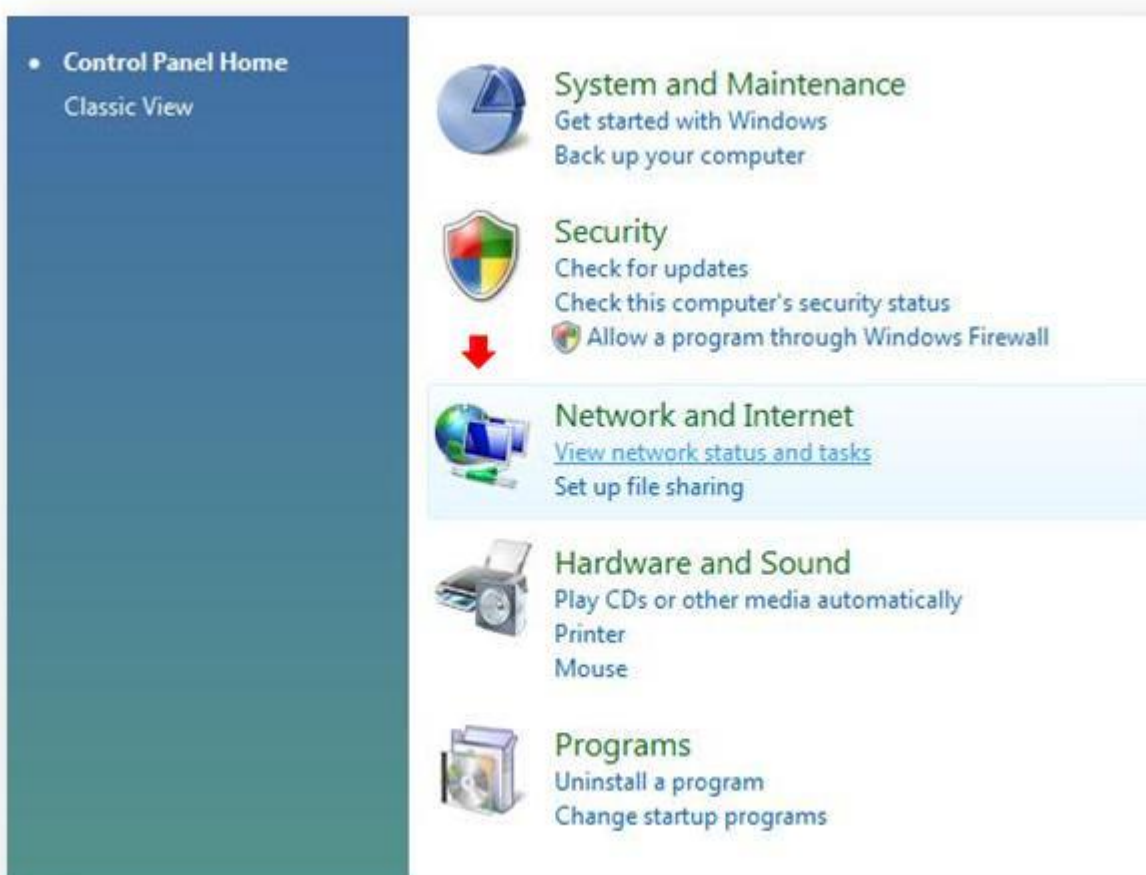 Control Panel Home
Classic View
System and Maintenance
Get started with Windows
Back up your computer
Security
Check for updates
Check this computer's security status
Allow a program through Windows Firewall
Network and Internet
View network status and tasks
Set up file sharing
Hardware and Sound
Play CDs or other media automatically
Printer
Mouse
Programs
Uninstall a program
Change startup programs